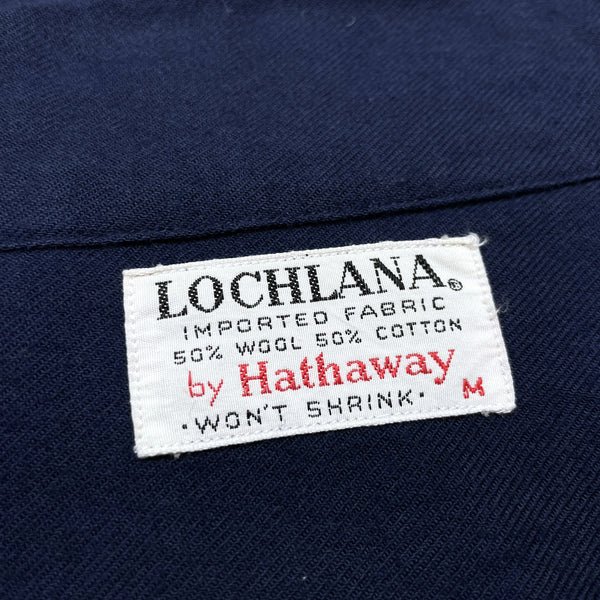 LOCHLANA®
IMPORTED FABRIC
50% WOOL 50% COTTON
by Hathaway M
·WON'T SHRINK·